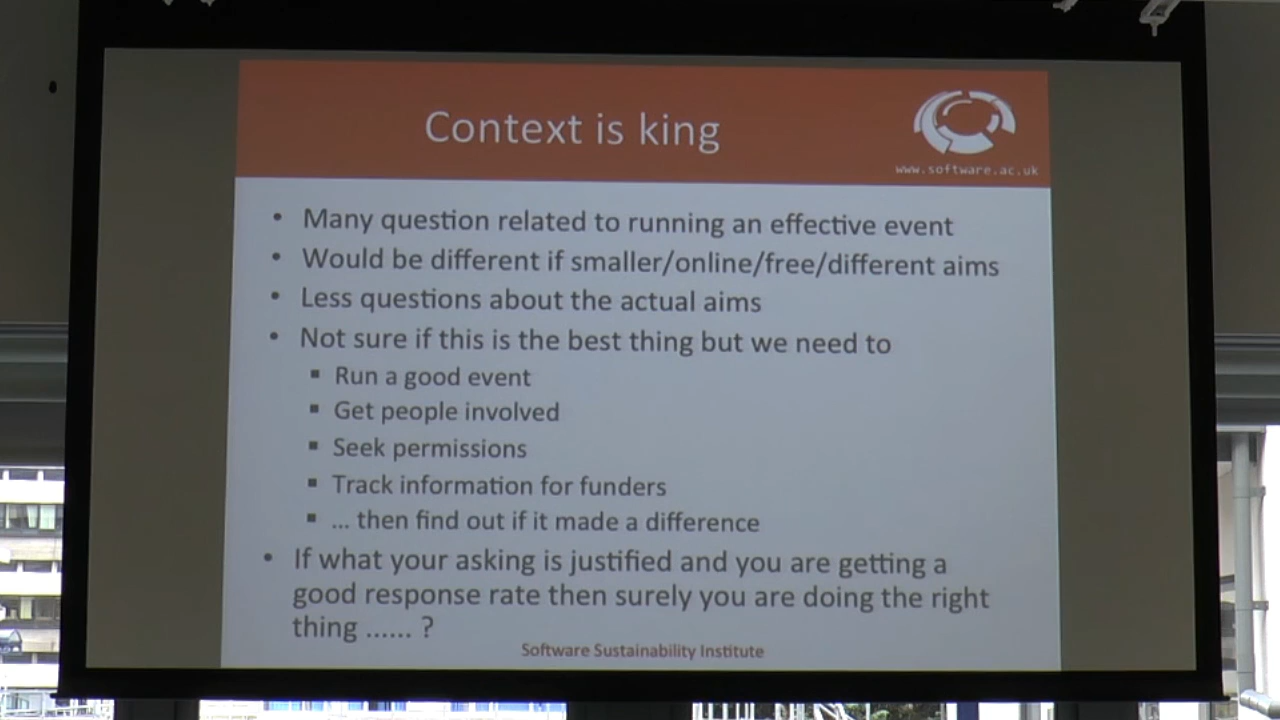 Context is king
www.software.ac.uk
• Many question related to running an effective event
• Would be different if smaller/online/free/different aims
• Less questions about the actual aims
• Not sure if this is the best thing but we need to
▪ Run a good event
▪ Get people involved
▪ Seek permissions
▪ Track information for funders
▪ ... then find out if it made a difference
• If what your asking is justified and you are getting a
good response rate then surely you are doing the right
thing ...... ?
Software Sustainability Institute